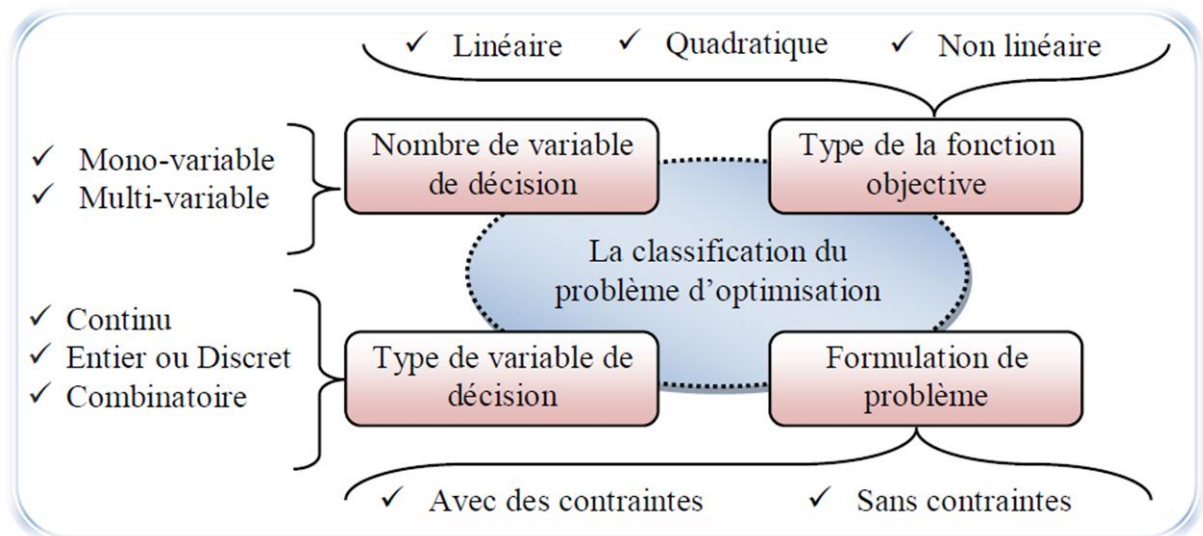 ✓ Linéaire ✓ Quadratique ✓ Non linéaire
✓ Mono-variable
✓ Multi-variable
Nombre de variable
de décision
Type de la fonction
objective
La classification du
problème d’optimisation
✓ Continu
✓ Entier ou Discret
✓ Combinatoire
Type de variable de
décision
Formulation de
problème
✓ Avec des contraintes ✓ Sans contraintes